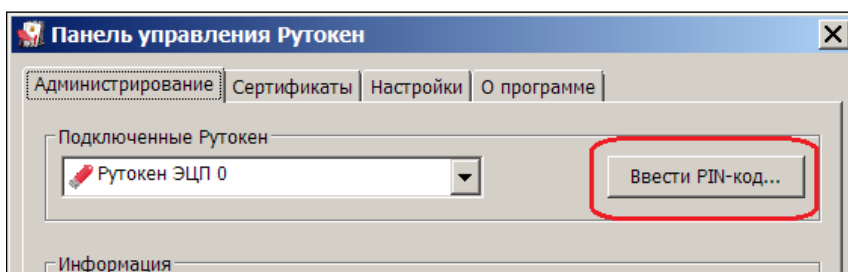 Панель управления Рутокен
Администрирование Сертификаты Настройки О программе
Подключенные Рутокен
Рутокен ЭЦП 0 Ввести PIN-код...
Информация